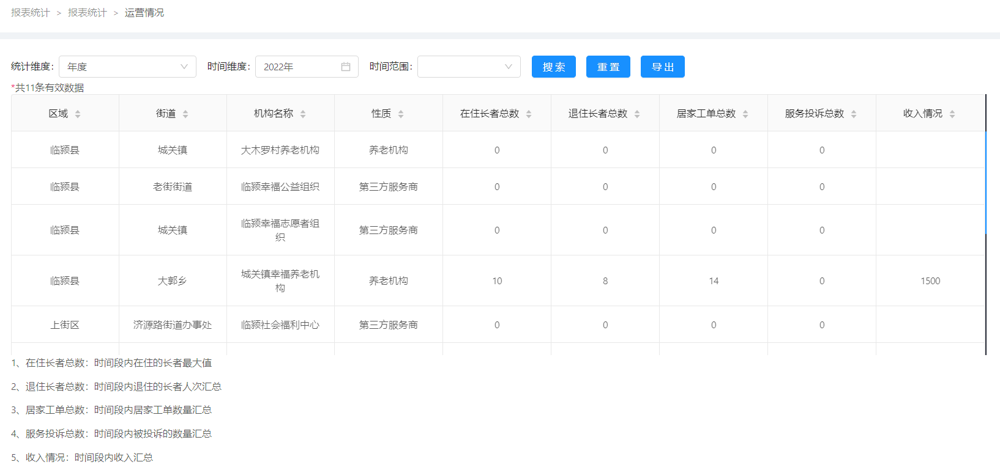 报表统计 > 报表统计 > 运营情况
统计维度： 年度 时间维度： 2022年 时间范围： 搜 索 重 置 导 出
*共11条有效数据
区域 街道 机构名称 性质 在住长者总数 退住长者总数 居家工单总数 服务投诉总数 收入情况
临颍县 城关镇 大木罗村养老机构 养老机构 0 0 0 0
临颍县 老街街道 临颍幸福公益组织 第三方服务商 0 0 0 0
临颍县 城关镇 临颍幸福志愿者组
织 第三方服务商 0 0 0 0
临颍县 大郭乡 城关镇幸福养老机
构 养老机构 10 8 14 0 1500
上街区 济源路街道办事处 临颍社会福利中心 第三方服务商 0 0 0 0
1、在住长者总数：时间段内在住的长者最大值
2、退住长者总数：时间段内退住的长者人次汇总
3、居家工单总数：时间段内居家工单数量汇总
4、服务投诉总数：时间段内被投诉的数量汇总
5、收入情况：时间段内收入汇总